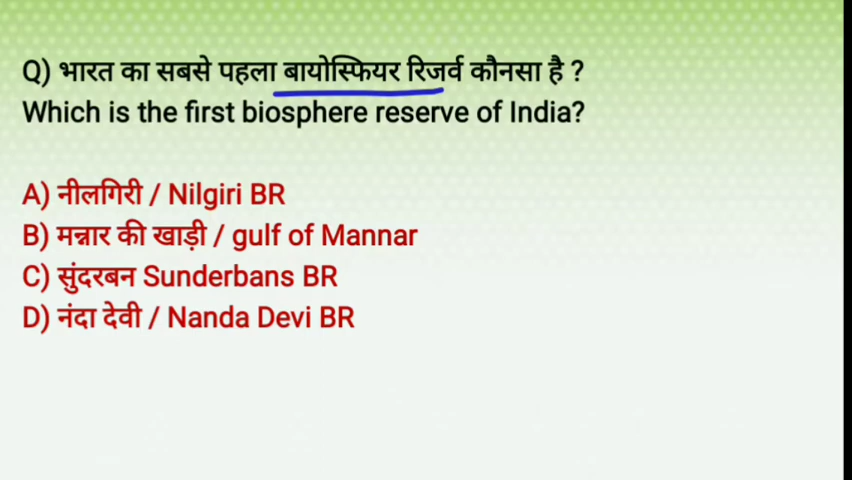 Q) भारत का सबसे पहला बायोस्फियर रिजर्व कौनसा है ?
Which is the first biosphere reserve of India?
A) नीलगिरी / Nilgiri BR
B) मन्नार की खाड़ी / gulf of Mannar
C) सुंदरबन Sunderbans BR
D) नंदा देवी / Nanda Devi BR